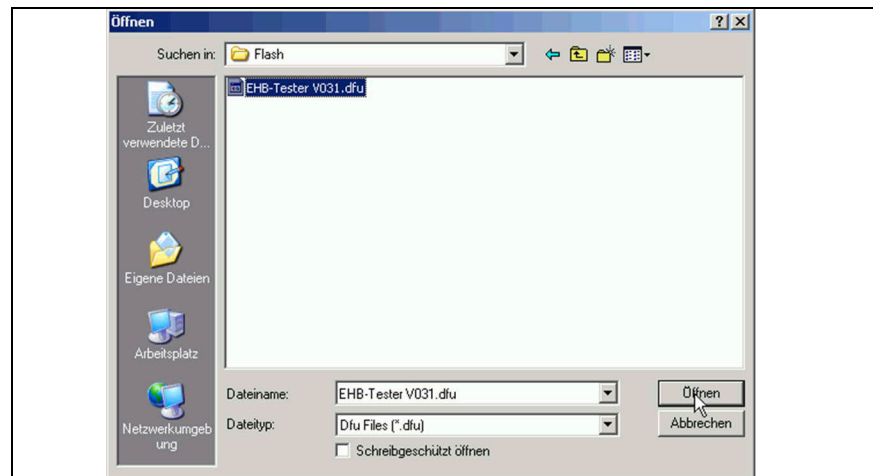 Öffnen
Suchen in:
Flash
EHB-Tester V031.dfu
Zuletzt
verwendete D...
Desktop
Eigene Dateien
Arbeitsplatz
Netzwerkumgeb
ung
Dateiname:
EHB-Tester V031.dfu
Öffnen
Dateityp:
Dfu Files (*.dfu)
Abbrechen
Schreibgeschützt öffnen